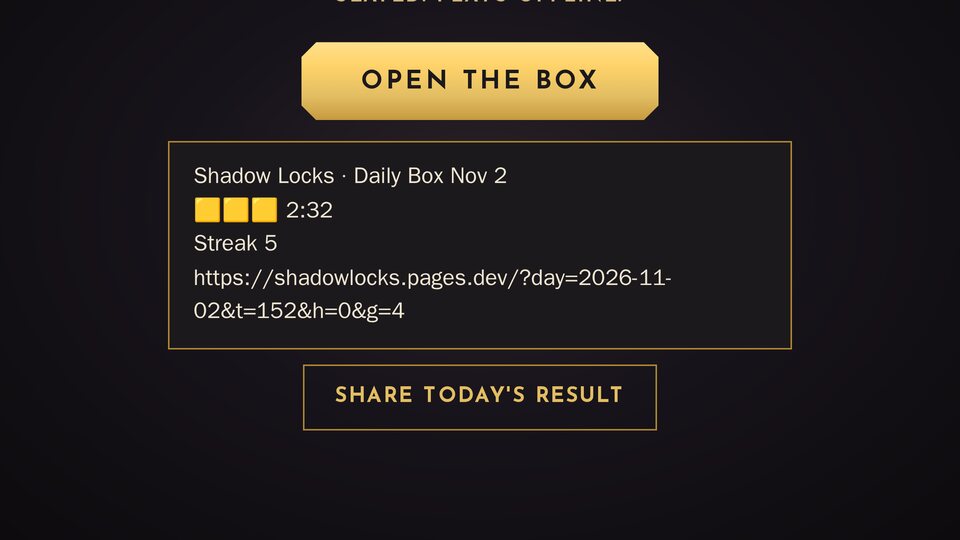 OPEN THE BOX
Shadow Locks · Daily Box Nov 2
🟨🟨🟨 2:32
Streak 5
https://shadowlocks.pages.dev/?day=2026-11-
02&t=152&h=0&g=4
SHARE TODAY'S RESULT